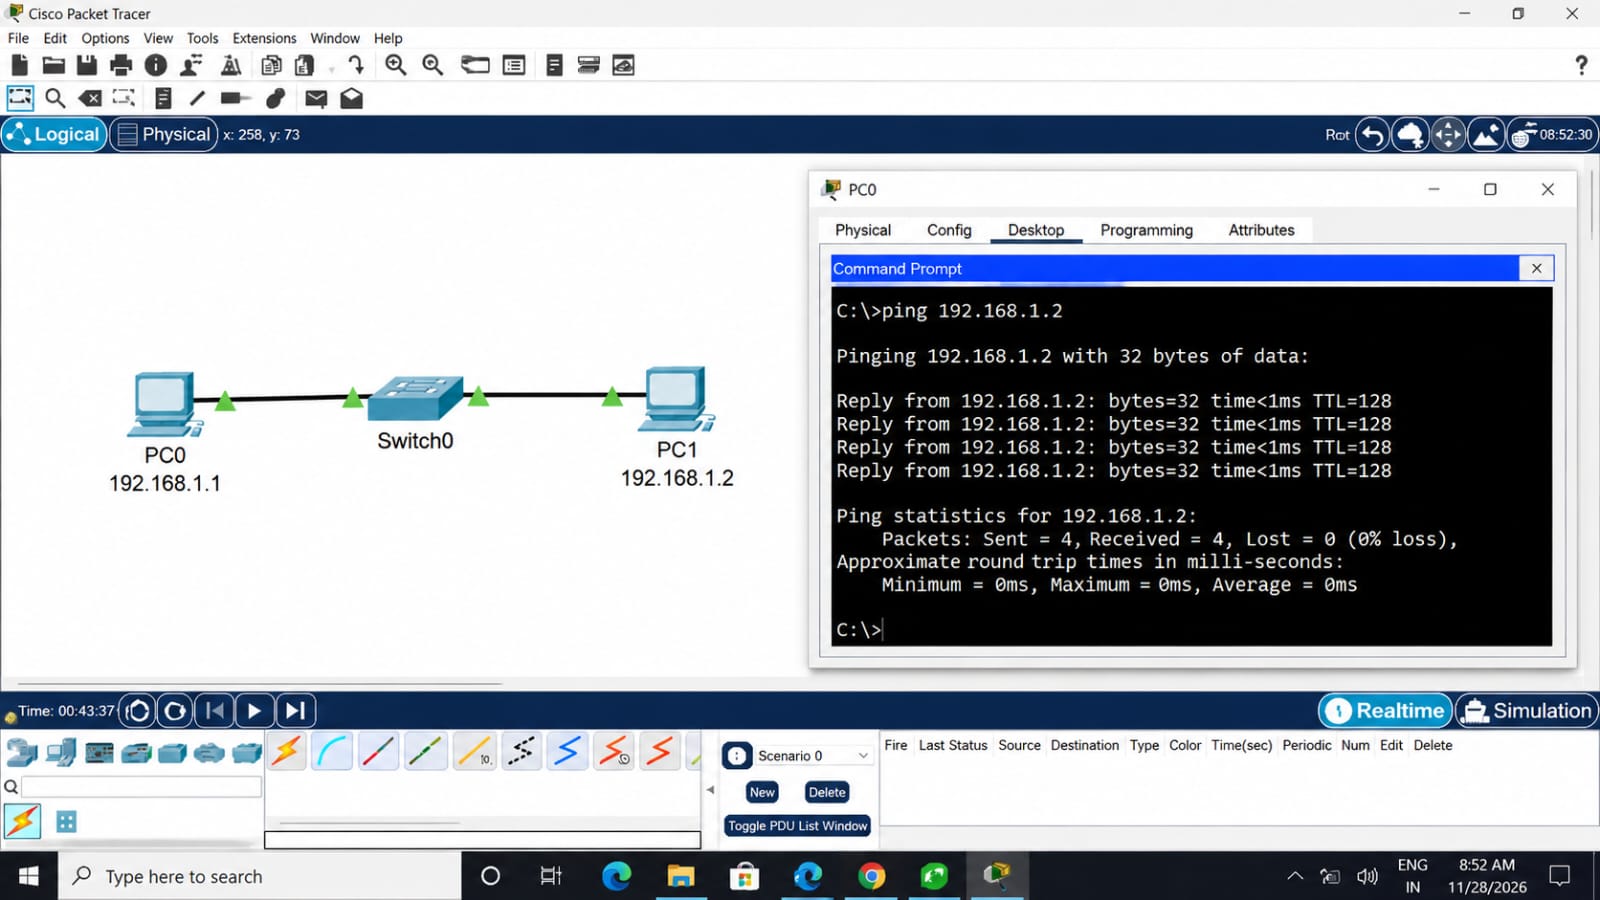 Cisco Packet Tracer
File Edit Options View Tools Extensions Window Help
?
Logical Physical x: 258, y: 73
Rot 08:52:30
PC0
192.168.1.1
Switch0
PC1
192.168.1.2
PC0
Physical Config Desktop Programming Attributes
Command Prompt
C:\>ping 192.168.1.2
Pinging 192.168.1.2 with 32 bytes of data:
Reply from 192.168.1.2: bytes=32 time<1ms TTL=128
Reply from 192.168.1.2: bytes=32 time<1ms TTL=128
Reply from 192.168.1.2: bytes=32 time<1ms TTL=128
Reply from 192.168.1.2: bytes=32 time<1ms TTL=128
Ping statistics for 192.168.1.2:
Packets: Sent = 4, Received = 4, Lost = 0 (0% loss),
Approximate round trip times in milli-seconds:
Minimum = 0ms, Maximum = 0ms, Average = 0ms
C:\>
Time: 00:43:37
Realtime Simulation
Scenario 0
New Delete
Toggle PDU List Window
Fire Last Status Source Destination Type Color Time(sec) Periodic Num Edit Delete
Type here to search
ENG
IN
8:52 AM
11/28/2026